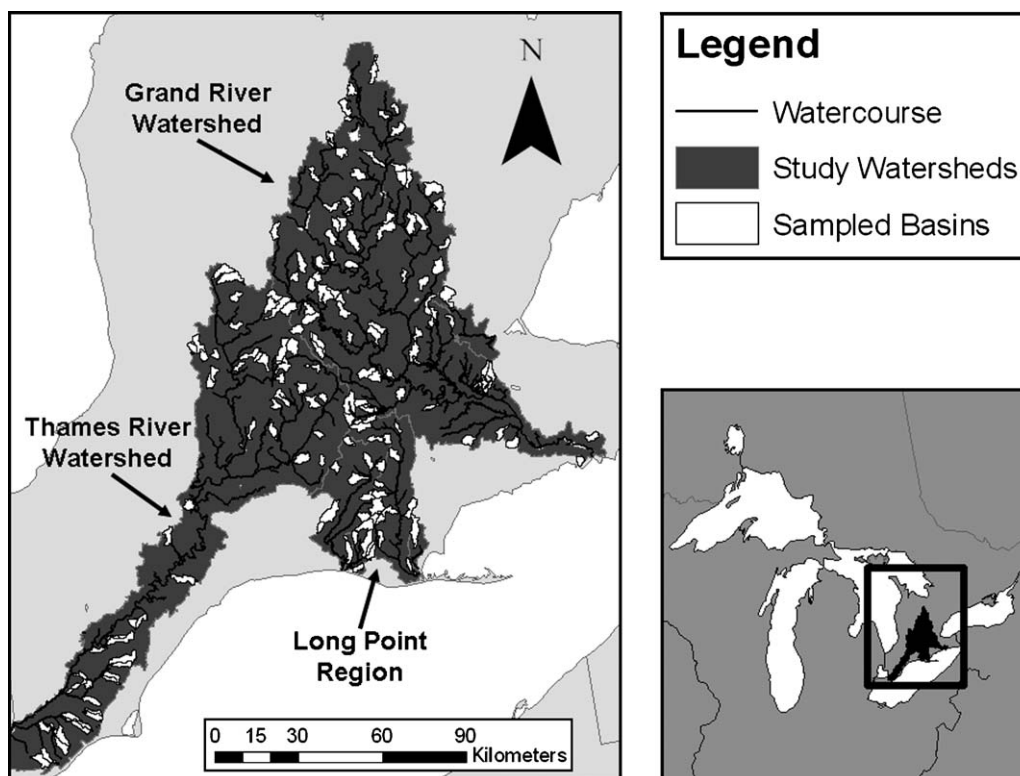 Grand River
Watershed
N
Thames River
Watershed
Long Point
Region
0 15 30 60 90
Kilometers
Legend
Watercourse
Study Watersheds
Sampled Basins